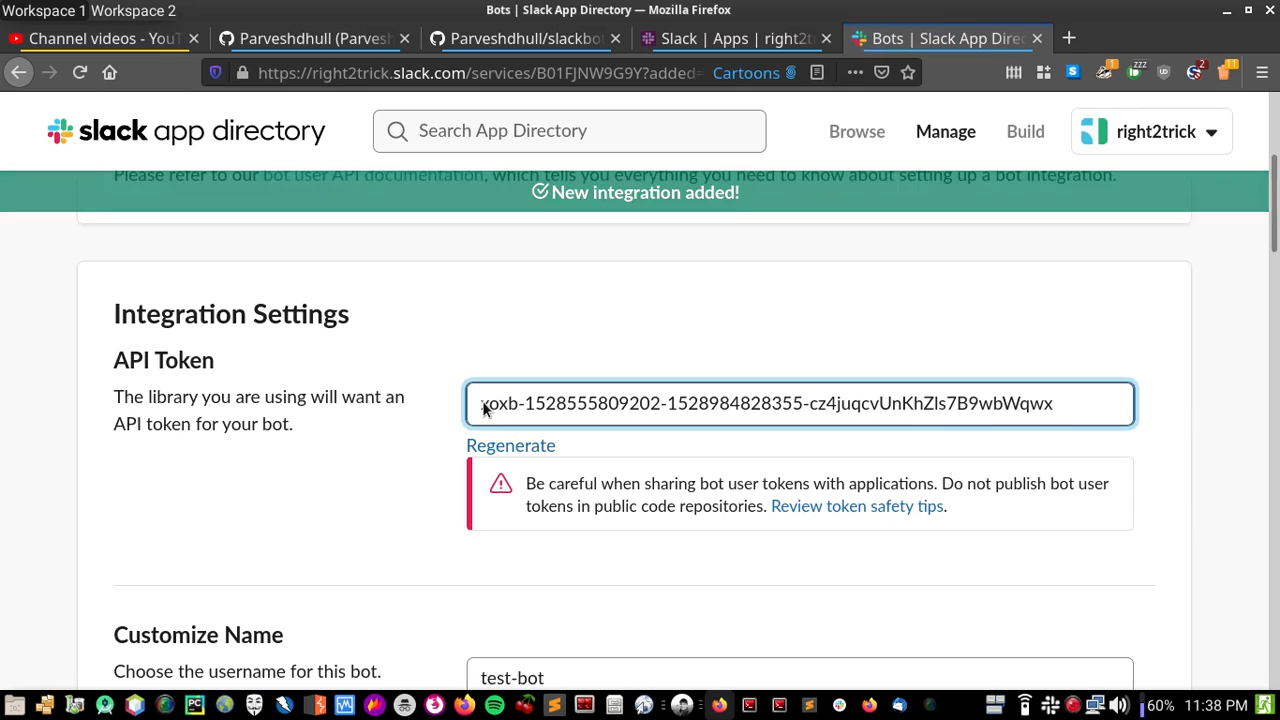 Workspace 1 Workspace 2
Bots | Slack App Directory — Mozilla Firefox
Channel videos - YouT
Parveshdhull (Parvesh
Parveshdhull/slackbot
Slack | Apps | right2t
Bots | Slack App Direc
https://right2trick.slack.com/services/B01FJNW9G9Y?added=
Cartoons
1
zzz
2
11
slack app directory
Search App Directory
Browse
Manage
Build
right2trick
Please refer to our bot user API documentation, which tells you everything you need to know about setting up a bot integration.
New integration added!
Integration Settings
API Token
The library you are using will want an
API token for your bot.
xoxb-1528555809202-1528984828355-cz4juqcvUnKhZls7B9wbWqwx
Regenerate
Be careful when sharing bot user tokens with applications. Do not publish bot user
tokens in public code repositories. Review token safety tips.
Customize Name
Choose the username for this bot.
test-bot
60%
11:38 PM